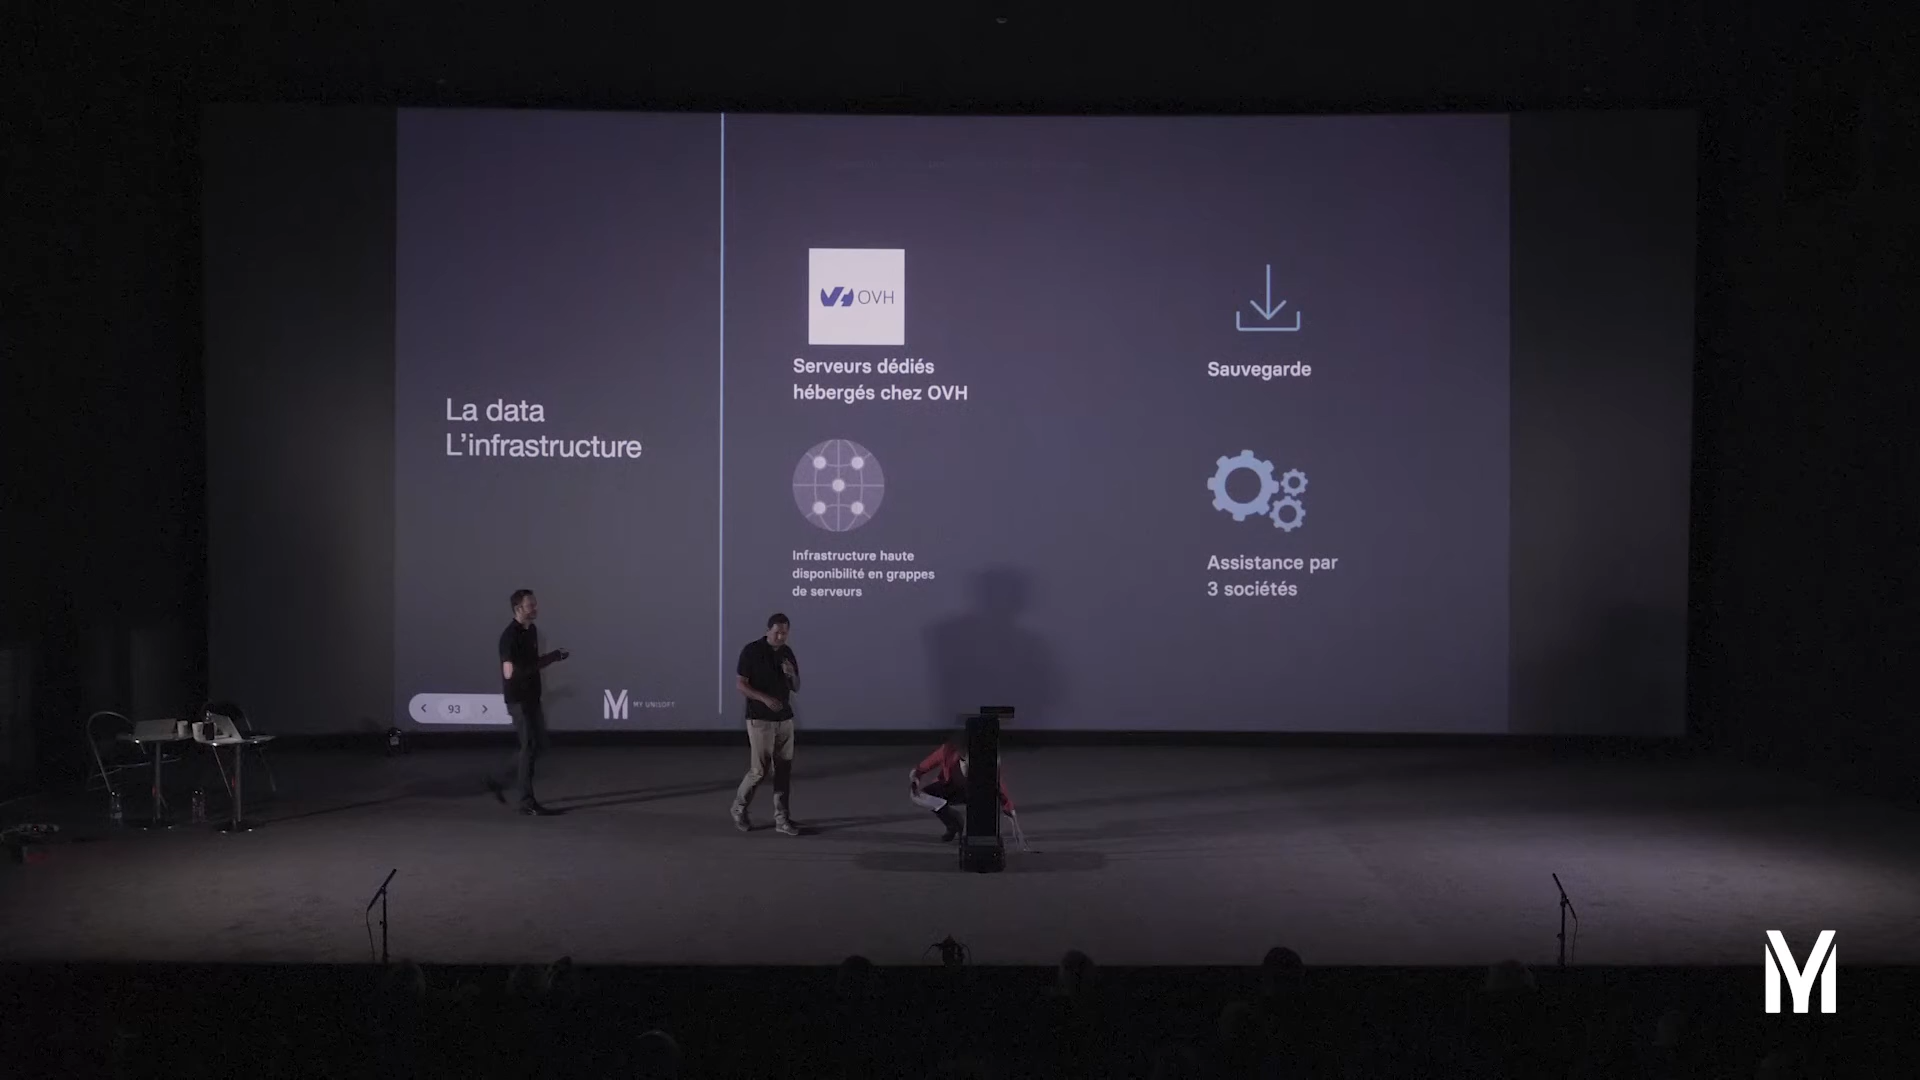 La data
L'infrastructure
OVH
Serveurs dédiés
hébergés chez OVH
Sauvegarde
Infrastructure haute
disponibilité en grappes
de serveurs
Assistance par
3 sociétés
93
MY UNISOFT